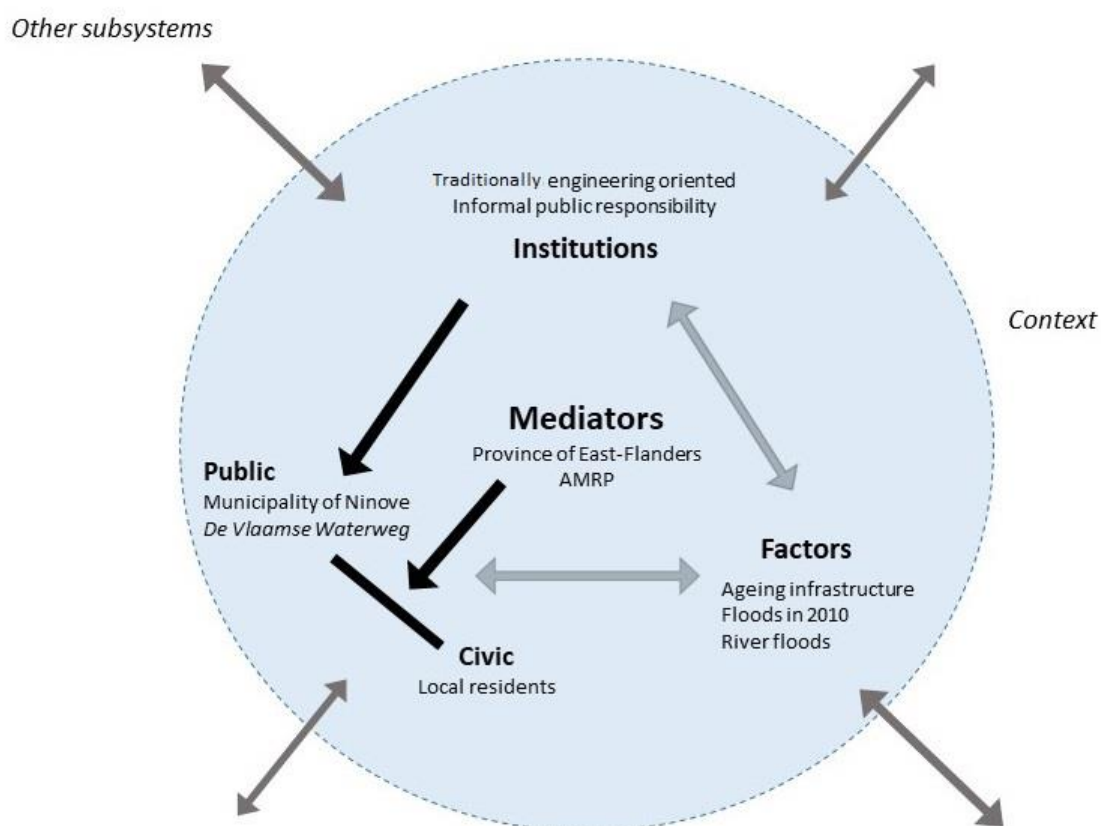 Other subsystems
Traditionally engineering oriented
Informal public responsibility
Institutions
Context
Mediators
Province of East-Flanders
AMRP
Public
Municipality of Ninove
De Vlaamse Waterweg
Factors
Ageing infrastructure
Floods in 2010
River floods
Civic
Local residents